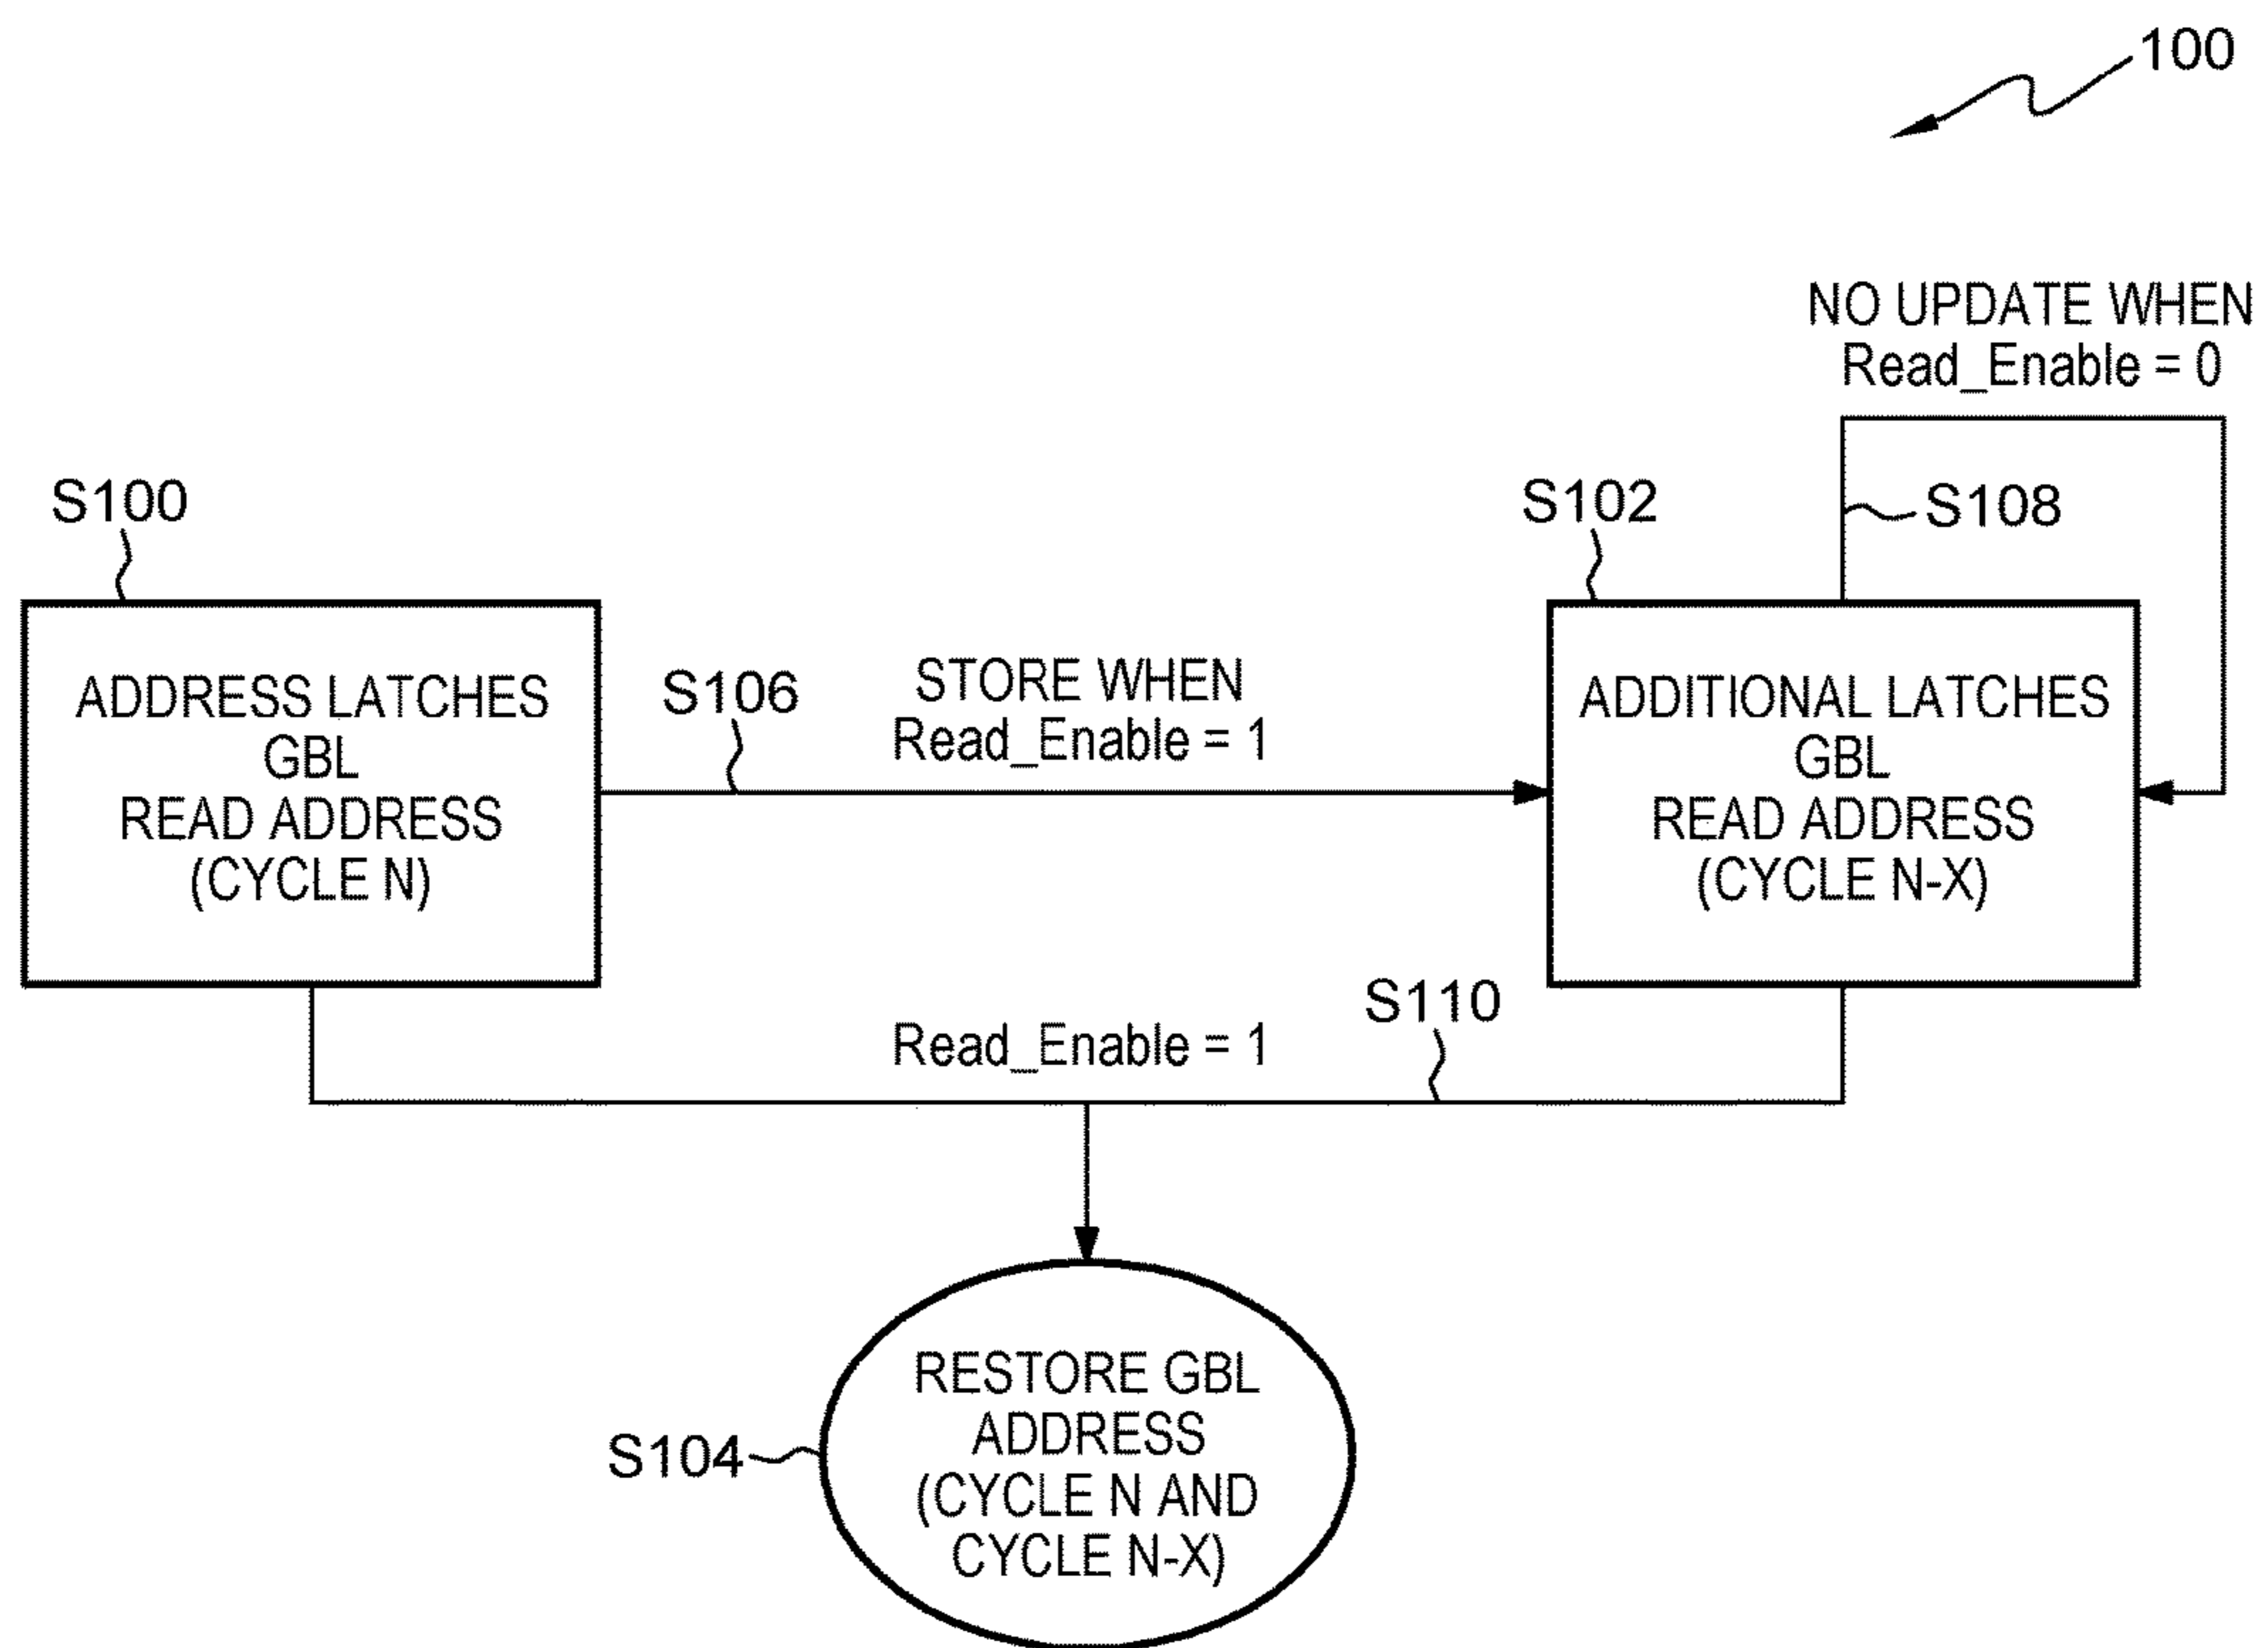 100
NO UPDATE WHEN
Read_Enable = 0
S100
S102
S108
ADDRESS LATCHES
GBL
READ ADDRESS
(CYCLE N)
S106
STORE WHEN
Read_Enable = 1
ADDITIONAL LATCHES
GBL
READ ADDRESS
(CYCLE N-X)
Read_Enable = 1
S110
S104
RESTORE GBL
ADDRESS
(CYCLE N AND
CYCLE N-X)